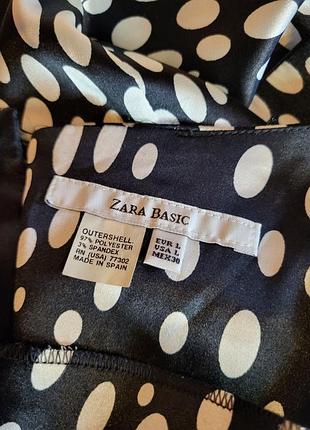 ZARA BASIC
OUTERSHELL.
97% POLYESTER
3% SPANDEX
RN (USA) 77302
MADE IN SPAIN
EUR L
USA L
MEX 30